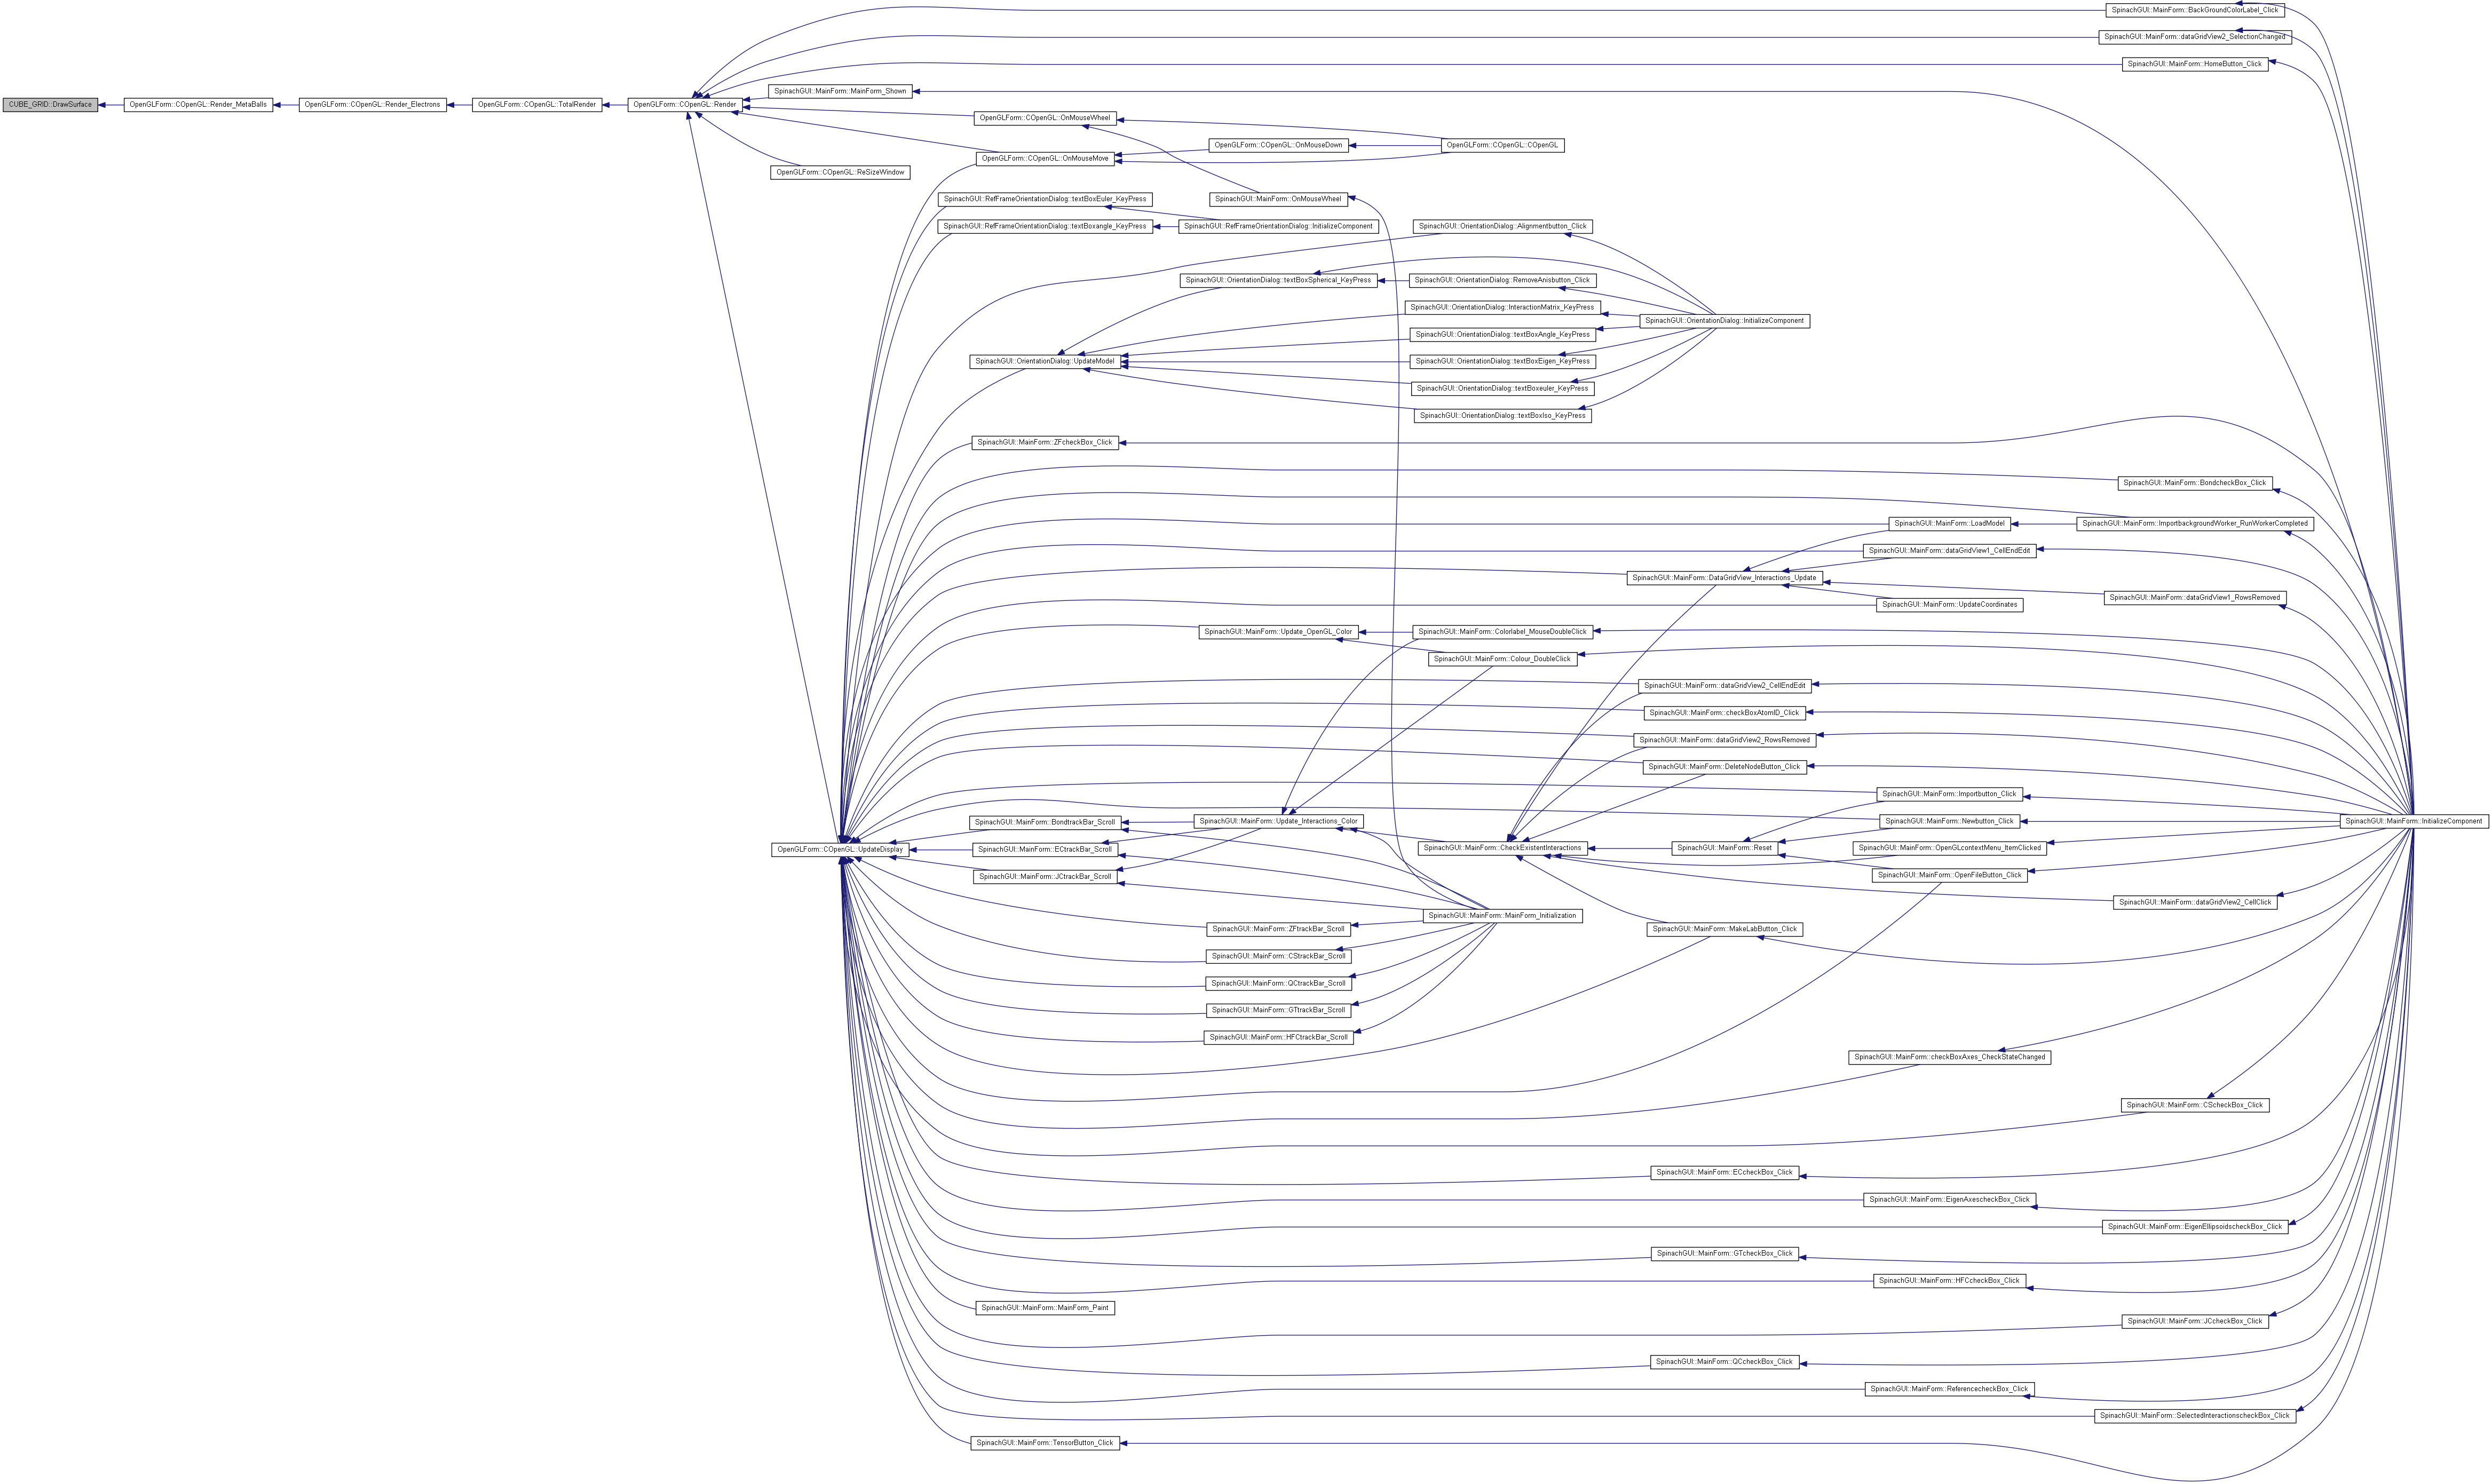 SpinachGUI::MainForm::BackGroundColorLabel_Click
SpinachGUI::MainForm::dataGridView2_SelectionChanged
SpinachGUI::MainForm::HomeButton_Click
CUBE_GRID::DrawSurface
OpenGLForm::COpenGL::Render_MetaBalls
OpenGLForm::COpenGL::Render_Electrons
OpenGLForm::COpenGL::TotalRender
OpenGLForm::COpenGL::Render
SpinachGUI::MainForm::MainForm_Shown
OpenGLForm::COpenGL::OnMouseWheel
OpenGLForm::COpenGL::OnMouseMove
OpenGLForm::COpenGL::OnMouseDown
OpenGLForm::COpenGL::COpenGL
OpenGLForm::COpenGL::ReSizeWindow
SpinachGUI::RefFrameOrientationDialog::textBoxEuler_KeyPress
SpinachGUI::MainForm::OnMouseWheel
SpinachGUI::RefFrameOrientationDialog::textBoxangle_KeyPress
SpinachGUI::RefFrameOrientationDialog::InitializeComponent
SpinachGUI::OrientationDialog::Alignmentbutton_Click
SpinachGUI::OrientationDialog::textBoxSpherical_KeyPress
SpinachGUI::OrientationDialog::RemoveAnisbutton_Click
SpinachGUI::OrientationDialog::InteractionMatrix_KeyPress
SpinachGUI::OrientationDialog::InitializeComponent
SpinachGUI::OrientationDialog::textBoxAngle_KeyPress
SpinachGUI::OrientationDialog::UpdateModel
SpinachGUI::OrientationDialog::textBoxEigen_KeyPress
SpinachGUI::OrientationDialog::textBoxeuler_KeyPress
SpinachGUI::OrientationDialog::textBoxIso_KeyPress
SpinachGUI::MainForm::ZFcheckBox_Click
SpinachGUI::MainForm::BondcheckBox_Click
SpinachGUI::MainForm::LoadModel
SpinachGUI::MainForm::ImportbackgroundWorker_RunWorkerCompleted
SpinachGUI::MainForm::dataGridView1_CellEndEdit
SpinachGUI::MainForm::DataGridView_Interactions_Update
SpinachGUI::MainForm::dataGridView1_RowsRemoved
SpinachGUI::MainForm::UpdateCoordinates
SpinachGUI::MainForm::Update_OpenGL_Color
SpinachGUI::MainForm::Colorlabel_MouseDoubleClick
SpinachGUI::MainForm::Colour_DoubleClick
SpinachGUI::MainForm::dataGridView2_CellEndEdit
SpinachGUI::MainForm::checkBoxAtomID_Click
SpinachGUI::MainForm::dataGridView2_RowsRemoved
SpinachGUI::MainForm::DeleteNodeButton_Click
SpinachGUI::MainForm::Importbutton_Click
SpinachGUI::MainForm::BondtrackBar_Scroll
SpinachGUI::MainForm::Update_Interactions_Color
SpinachGUI::MainForm::Newbutton_Click
SpinachGUI::MainForm::InitializeComponent
OpenGLForm::COpenGL::UpdateDisplay
SpinachGUI::MainForm::ECtrackBar_Scroll
SpinachGUI::MainForm::CheckExistentInteractions
SpinachGUI::MainForm::Reset
SpinachGUI::MainForm::OpenGLcontextMenu_ItemClicked
SpinachGUI::MainForm::JCtrackBar_Scroll
SpinachGUI::MainForm::OpenFileButton_Click
SpinachGUI::MainForm::dataGridView2_CellClick
SpinachGUI::MainForm::MainForm_Initialization
SpinachGUI::MainForm::ZFtrackBar_Scroll
SpinachGUI::MainForm::MakeLabButton_Click
SpinachGUI::MainForm::CStrackBar_Scroll
SpinachGUI::MainForm::QCtrackBar_Scroll
SpinachGUI::MainForm::GTtrackBar_Scroll
SpinachGUI::MainForm::HFCtrackBar_Scroll
SpinachGUI::MainForm::checkBoxAxes_CheckStateChanged
SpinachGUI::MainForm::CScheckBox_Click
SpinachGUI::MainForm::ECcheckBox_Click
SpinachGUI::MainForm::EigenAxescheckBox_Click
SpinachGUI::MainForm::EigenEllipsoidscheckBox_Click
SpinachGUI::MainForm::GTcheckBox_Click
SpinachGUI::MainForm::HFCcheckBox_Click
SpinachGUI::MainForm::MainForm_Paint
SpinachGUI::MainForm::JCcheckBox_Click
SpinachGUI::MainForm::QCcheckBox_Click
SpinachGUI::MainForm::ReferencecheckBox_Click
SpinachGUI::MainForm::SelectedInteractionscheckBox_Click
SpinachGUI::MainForm::TensorButton_Click